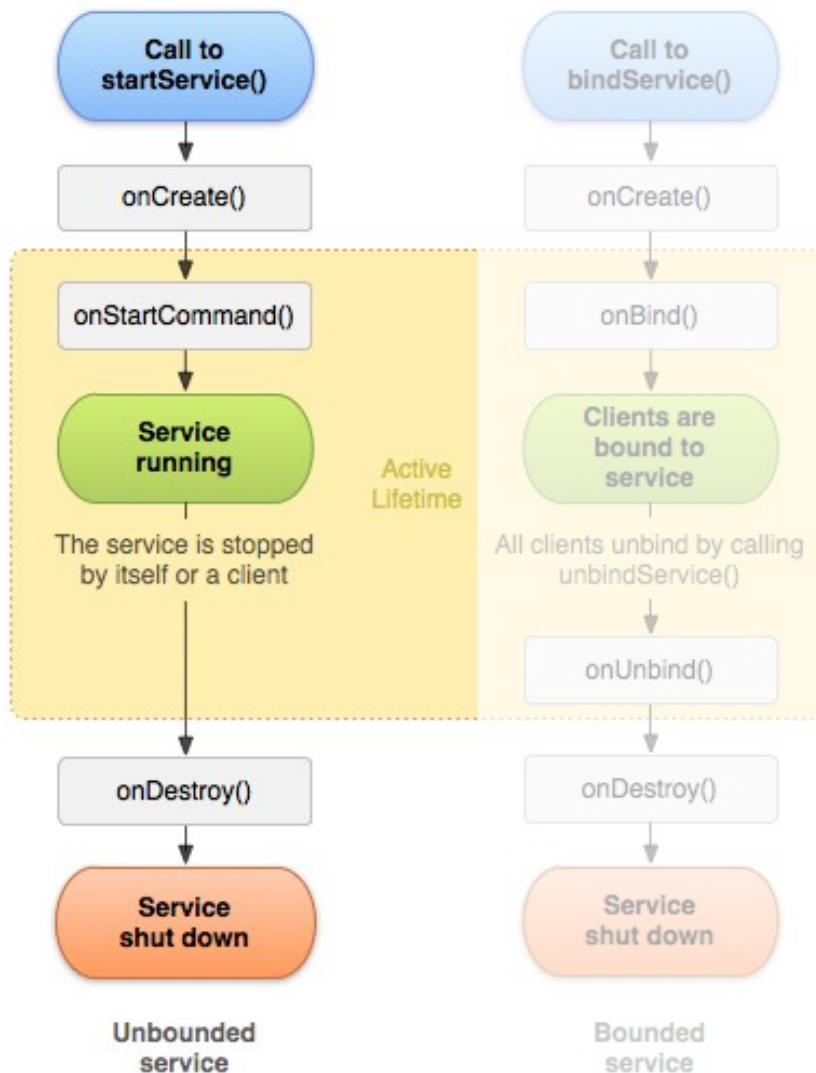 Call to
startService()
onCreate()
onStartCommand()
Service
running
The service is stopped
by itself or a client
onDestroy()
Service
shut down
Unbounded
service
Active
Lifetime
Call to
bindService()
onCreate()
onBind()
Clients are
bound to
service
All clients unbind by calling
unbindService()
onUnbind()
onDestroy()
Service
shut down
Bounded
service